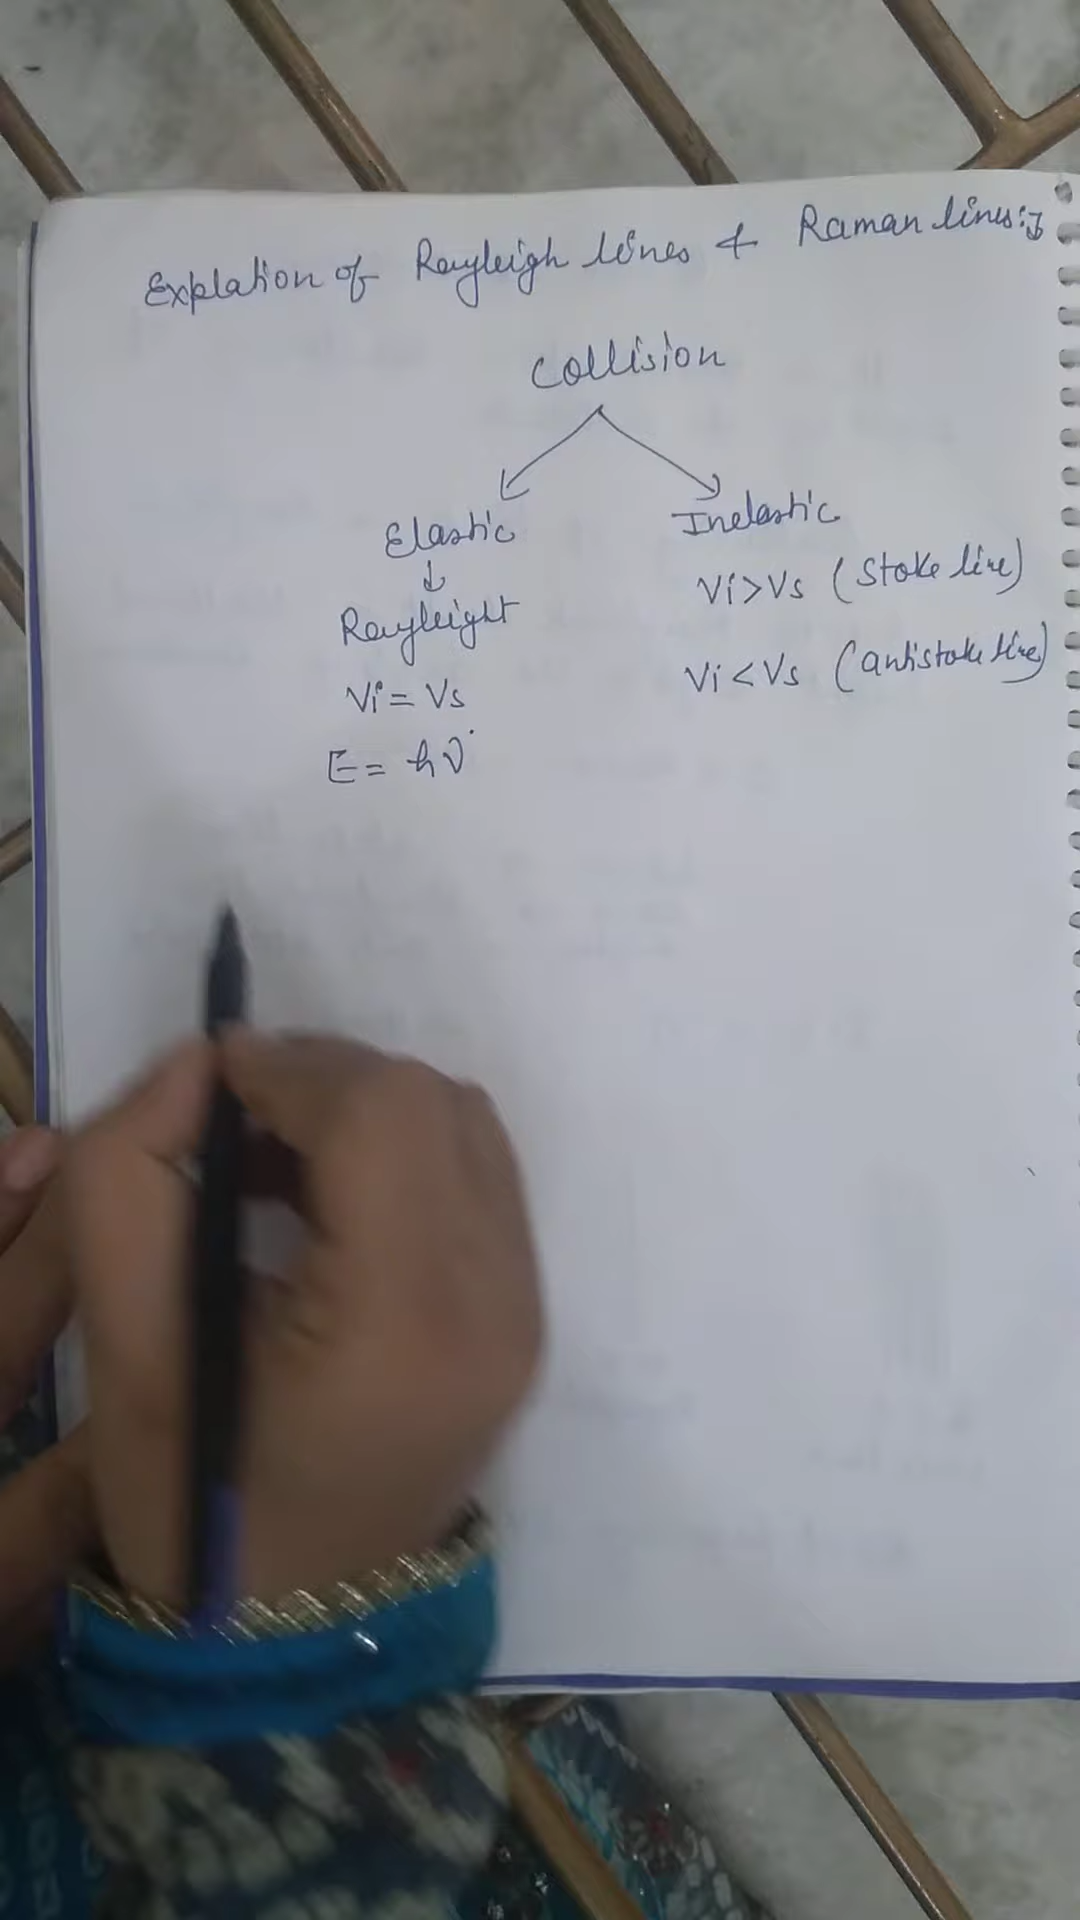 Explation of Rayleigh lines & Raman lines:-
Collision
Elastic
Inelastic
↓
Rayleight
Vi > Vs (Stoke line)
Vi = Vs
Vi < Vs (antistoke line)
E = hν